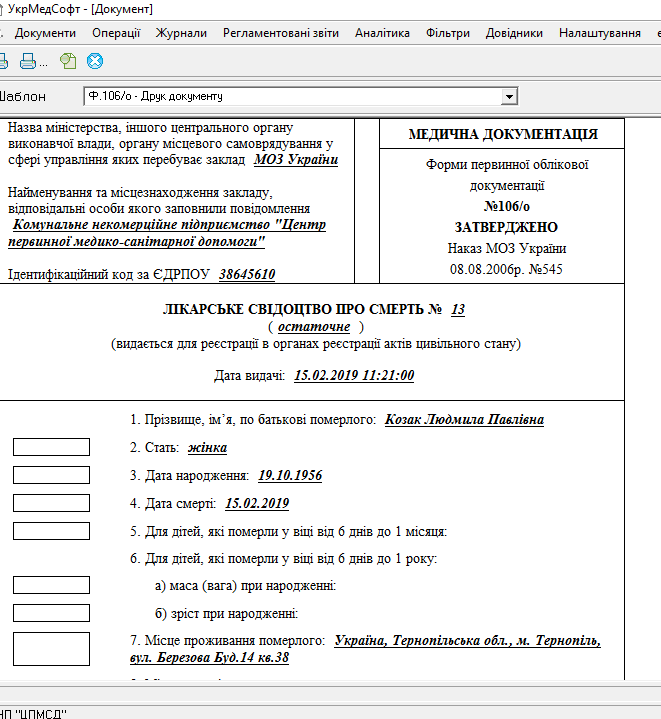 УкрМедСофт - [Документ]
Документи Операції Журнали Регламентовані звіти Аналітика Фільтри Довідники Налаштування
...
Шаблон Ф.106/о - Друк документу
Назва міністерства, іншого центрального органу
виконавчої влади, органу місцевого самоврядування у
сфері управління яких перебуває заклад МОЗ України
Найменування та місцезнаходження закладу,
відповідальні особи якого заповнили повідомлення
Комунальне некомерційне підприємство "Центр
первинної медико-санітарної допомоги"
Ідентифікаційний код за ЄДРПОУ 38645610
МЕДИЧНА ДОКУМЕНТАЦІЯ
Форми первинної облікової
документації
№106/о
ЗАТВЕРДЖЕНО
Наказ МОЗ України
08.08.2006р. №545
ЛІКАРСЬКЕ СВІДОЦТВО ПРО СМЕРТЬ № 13
( остаточне )
(видається для реєстрації в органах реєстрації актів цивільного стану)
Дата видачі: 15.02.2019 11:21:00
1. Прізвище, ім’я, по батькові померлого: Козак Людмила Павлівна
2. Стать: жінка
3. Дата народження: 19.10.1956
4. Дата смерті: 15.02.2019
5. Для дітей, які померли у віці від 6 днів до 1 місяця:
6. Для дітей, які померли у віці від 6 днів до 1 року:
а) маса (вага) при народженні:
б) зріст при народженні:
7. Місце проживання померлого: Україна, Тернопільська обл., м. Тернопіль,
вул. Березова Буд.14 кв.38
НП "ЦПМСД"